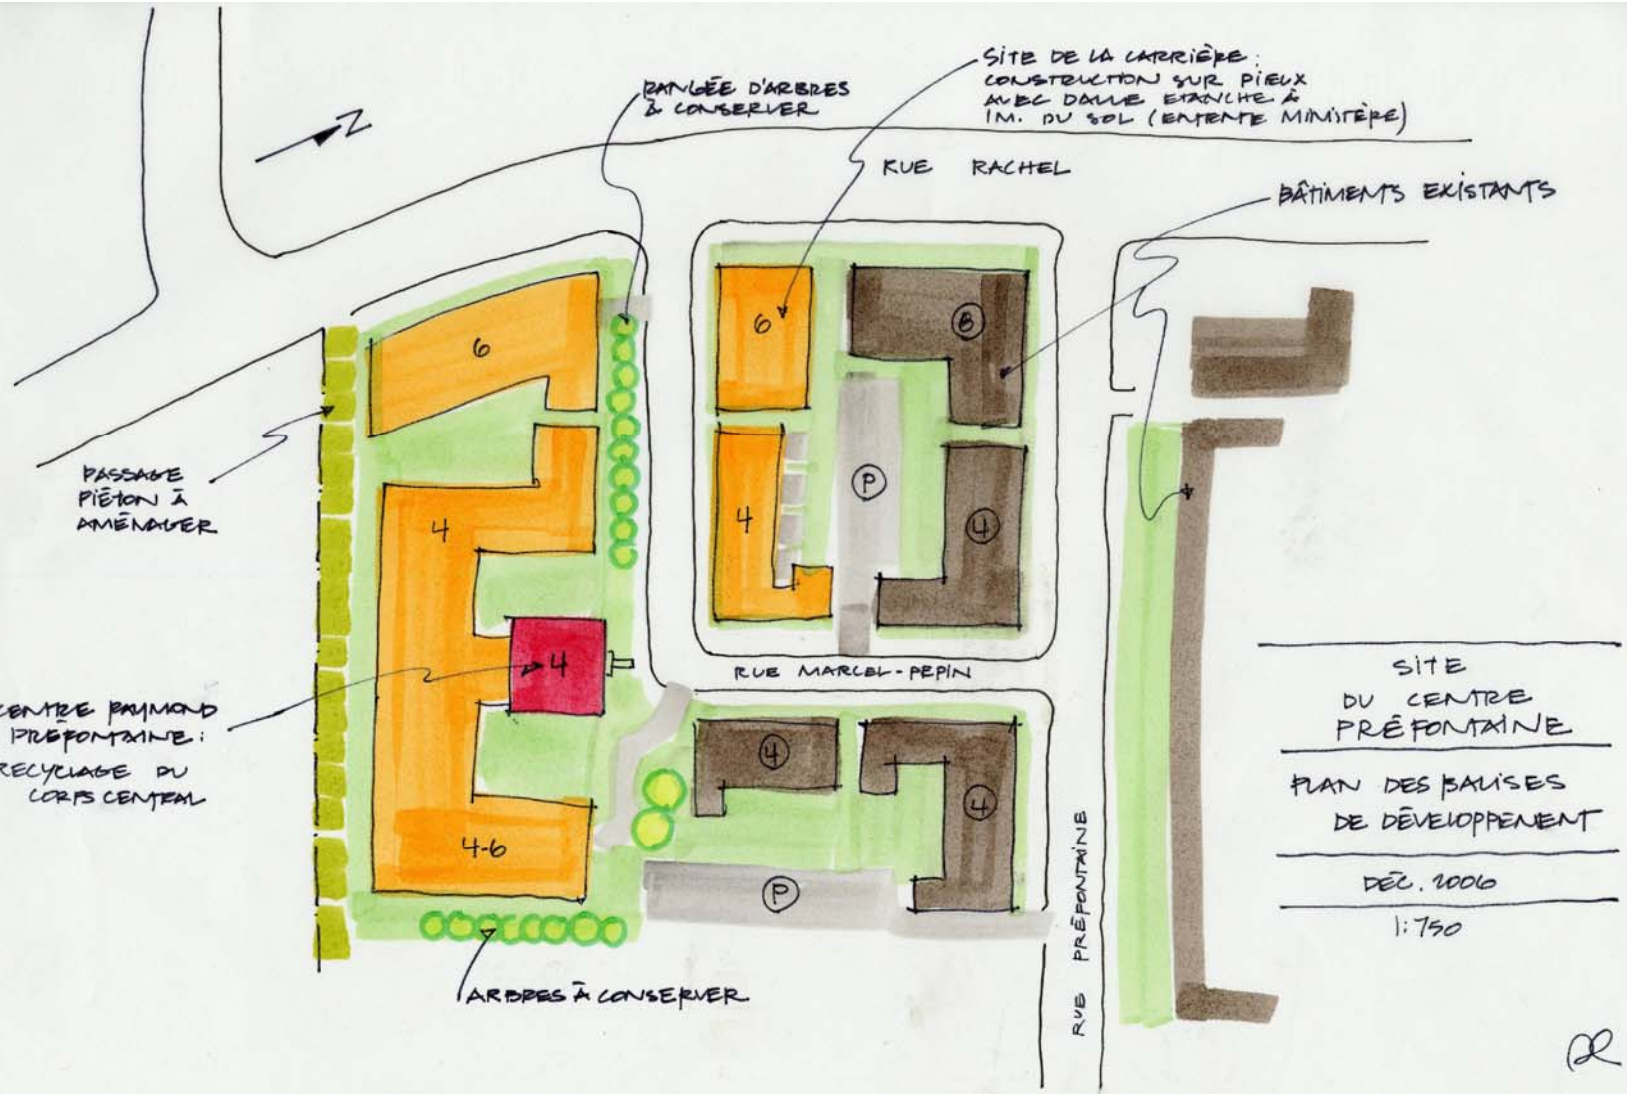 SITE DE LA CARRIÈRE :
CONSTRUCTION SUR PIEUX
AVEC DALLE ETANCHE À
1M. DU SOL (ENTENTE MINISTÈRE)
RANGÉE D'ARBRES
À CONSERVER
N
RUE RACHEL
BÂTIMENTS EXISTANTS
6
6
8
PASSAGE
PIÉTON À
AMÉNAGER
4
4
P
4
CENTRE RAYMOND
PRÉFONTAINE :
RECYCLAGE DU
CORPS CENTRAL
4
RUE MARCEL-PEPIN
4
4
4-6
P
ARBRES À CONSERVER
RUE PRÉFONTAINE
SITE
DU CENTRE
PRÉFONTAINE
PLAN DES BALISES
DE DÉVELOPPEMENT
DÉC. 2006
1:750